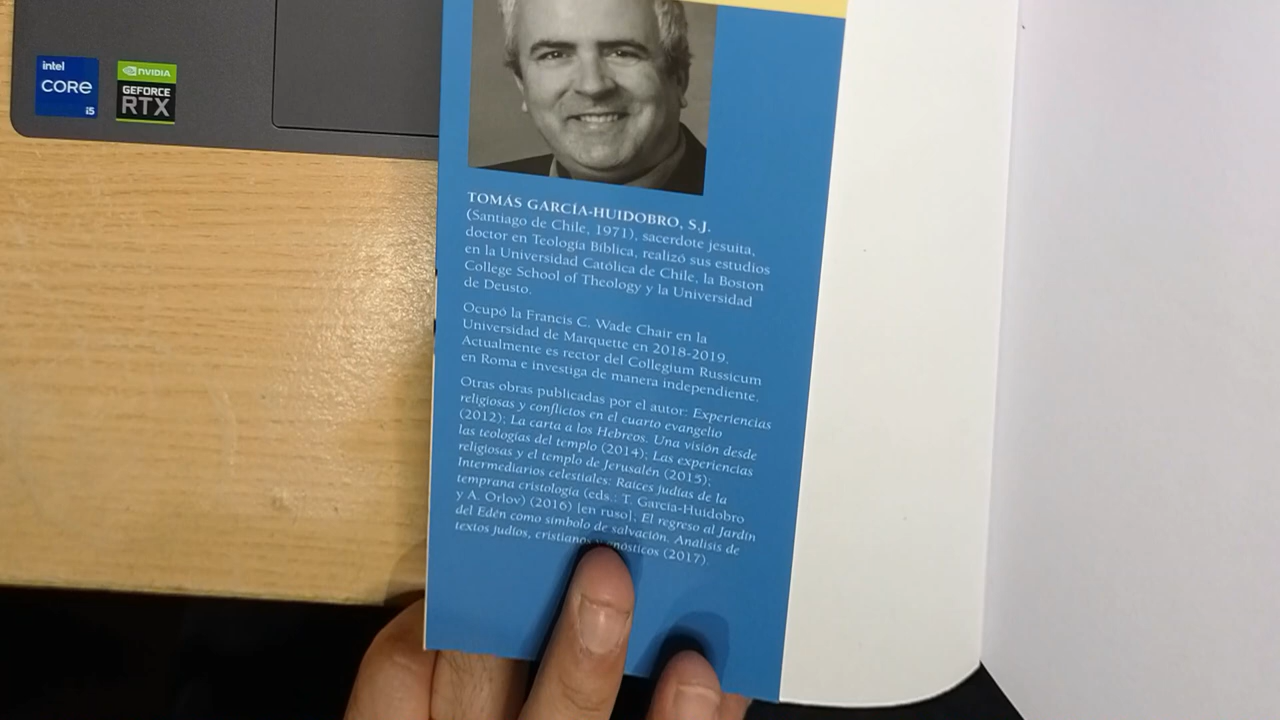 intel
CORE
i5
NVIDIA
GEFORCE
RTX
TOMÁS GARCÍA-HUIDOBRO, S.J.
(Santiago de Chile, 1971), sacerdote jesuita,
doctor en Teología Bíblica, realizó sus estudios
en la Universidad Católica de Chile, la Boston
College School of Theology y la Universidad
de Deusto.
Ocupó la Francis C. Wade Chair en la
Universidad de Marquette en 2018-2019.
Actualmente es rector del Collegium Russicum
en Roma e investiga de manera independiente.
Otras obras publicadas por el autor: Experiencias
religiosas y conflictos en el cuarto evangelio
(2012); La carta a los Hebreos. Una visión desde
las teologías del templo (2014); Las experiencias
religiosas y el templo de Jerusalén (2015);
Intermediarios celestiales: Raíces judías de la
temprana cristología (eds.: T. García-Huidobro
y A. Orlov) (2016) [en ruso]; El regreso al Jardín
del Edén como símbolo de salvación. Análisis de
textos judíos, cristianos gnósticos (2017).